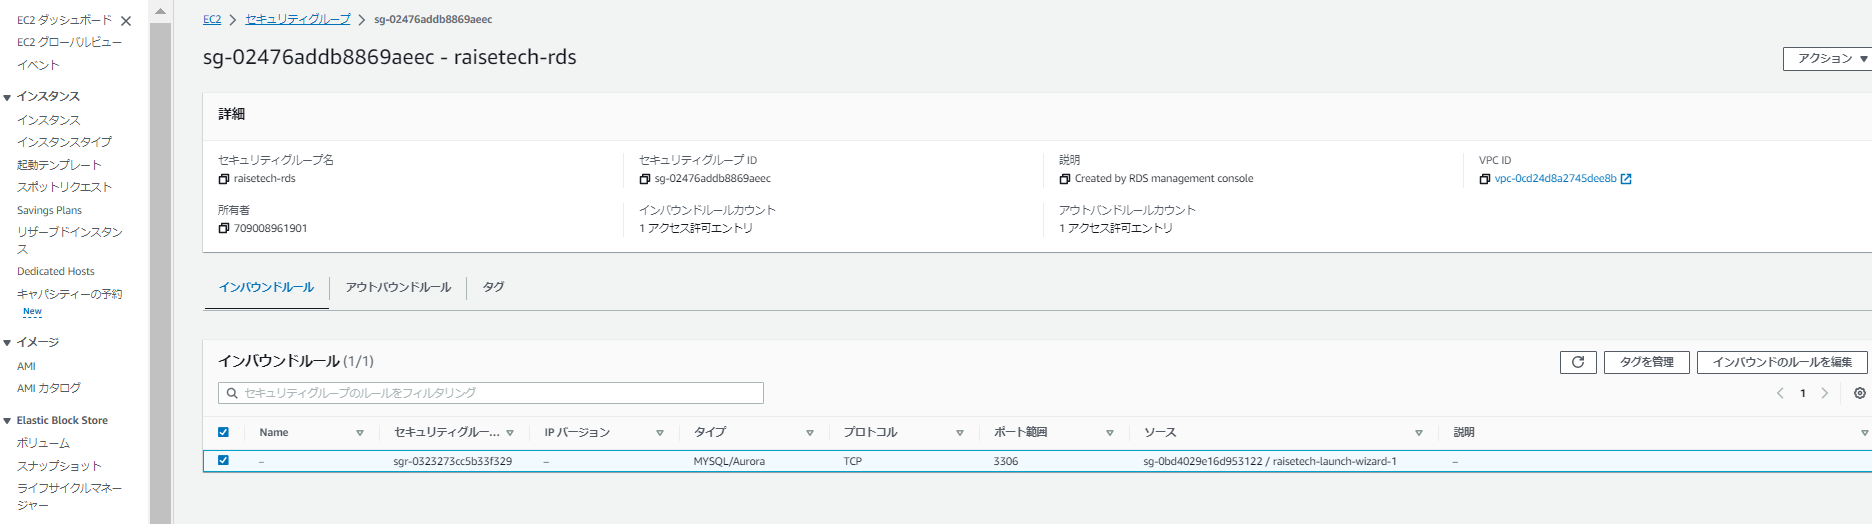 EC2 ダッシュボード
EC2 グローバルビュー
イベント
インスタンス
インスタンス
インスタンスタイプ
起動テンプレート
スポットリクエスト
Savings Plans
リザーブドインスタン
ス
Dedicated Hosts
キャパシティーの予約
New
イメージ
AMI
AMI カタログ
Elastic Block Store
ボリューム
スナップショット
ライフサイクルマネー
ジャー
EC2 > セキュリティグループ > sg-02476addb8869aeec
sg-02476addb8869aeec - raisetech-rds
アクション
詳細
セキュリティグループ名
raisetech-rds
セキュリティグループ ID
sg-02476addb8869aeec
説明
Created by RDS management console
VPC ID
vpc-0cd24d8a2745dee8b
所有者
709008961901
インバウンドルールカウント
1 アクセス許可エントリ
アウトバンドルールカウント
1 アクセス許可エントリ
インバウンドルール アウトバウンドルール タグ
インバウンドルール (1/1)
タグを管理 インバウンドのルールを編集
セキュリティグループのルールをフィルタリング
1
Name セキュリティグルー... IP バージョン タイプ プロトコル ポート範囲 ソース 説明
– sgr-0323273cc5b33f329 – MYSQL/Aurora TCP 3306 sg-0bd4029e16d953122 / raisetech-launch-wizard-1 –